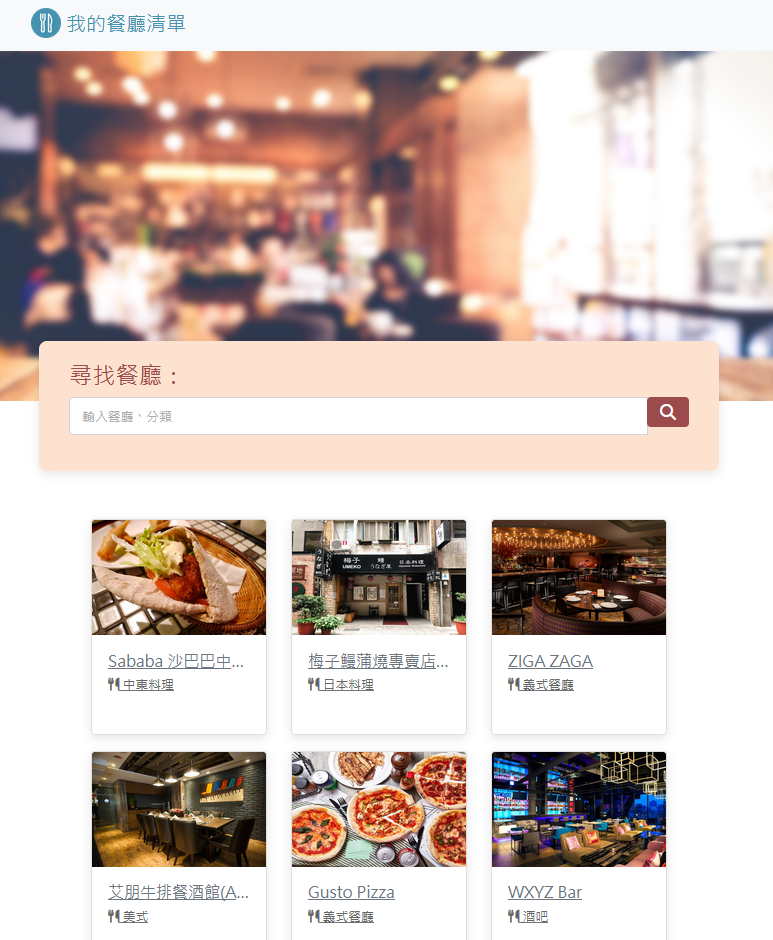 我的餐廳清單
尋找餐廳：
輸入餐廳、分類
梅子 鰻
UMEKO うなぎ屋
日本料理
Sababa 沙巴巴中...
梅子鰻蒲燒專賣店...
ZIGA ZAGA
中東料理
日本料理
義式餐廳
艾朋牛排餐酒館(A...
Gusto Pizza
WXYZ Bar
美式
義式餐廳
酒吧